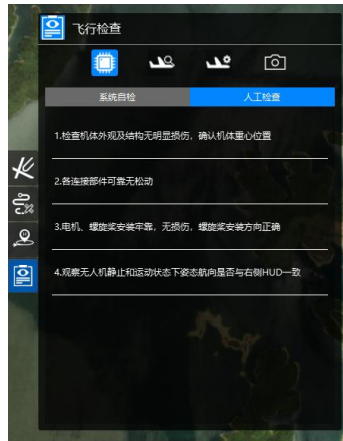 飞行检查
系统自检
人工检查
1.检查机体外观及结构无明显损伤，确认机体重心位置
2.各连接部件可靠无松动
3.电机、螺旋桨安装牢靠，无损伤，螺旋桨安装方向正确
4.观察无人机静止和运动状态下姿态航向是否与右侧HUD一致